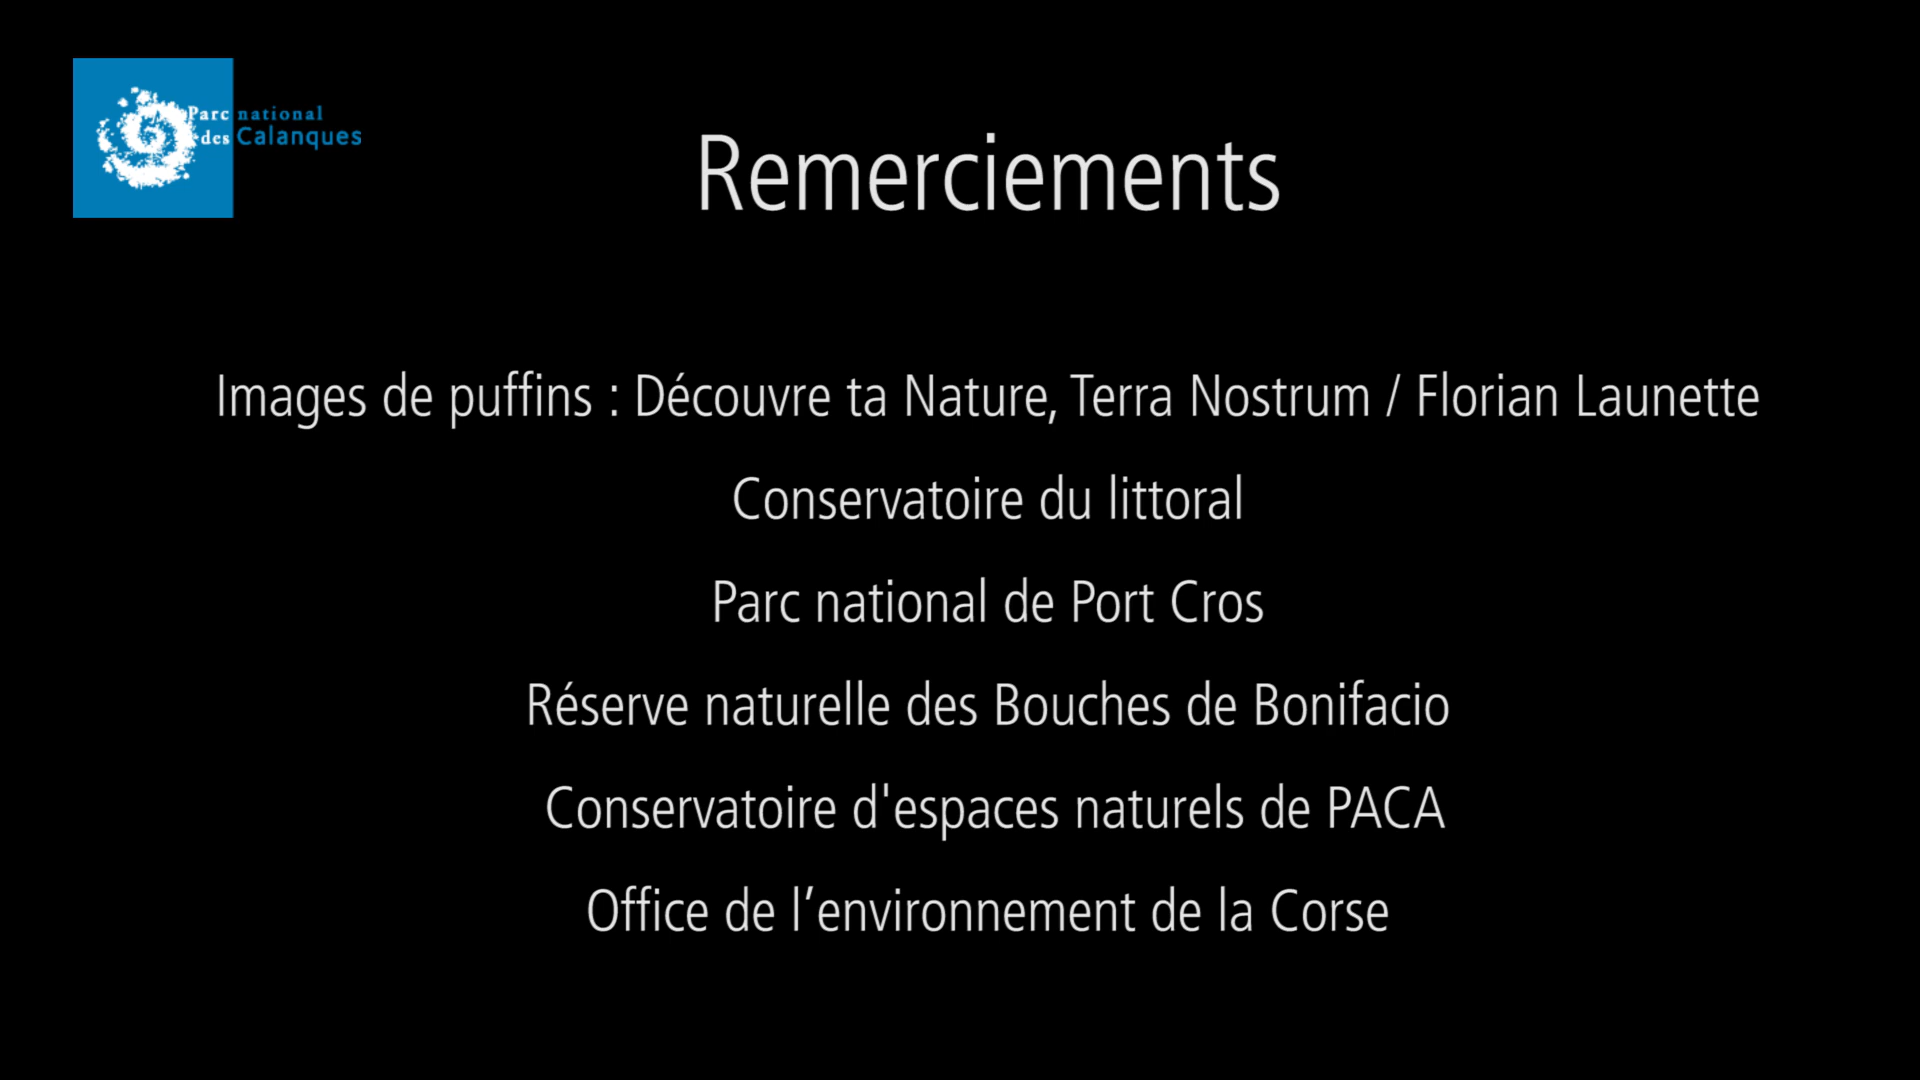 Parc national
des Calanques
Remerciements
Images de puffins : Découvre ta Nature, Terra Nostrum / Florian Launette
Conservatoire du littoral
Parc national de Port Cros
Réserve naturelle des Bouches de Bonifacio
Conservatoire d'espaces naturels de PACA
Office de l’environnement de la Corse